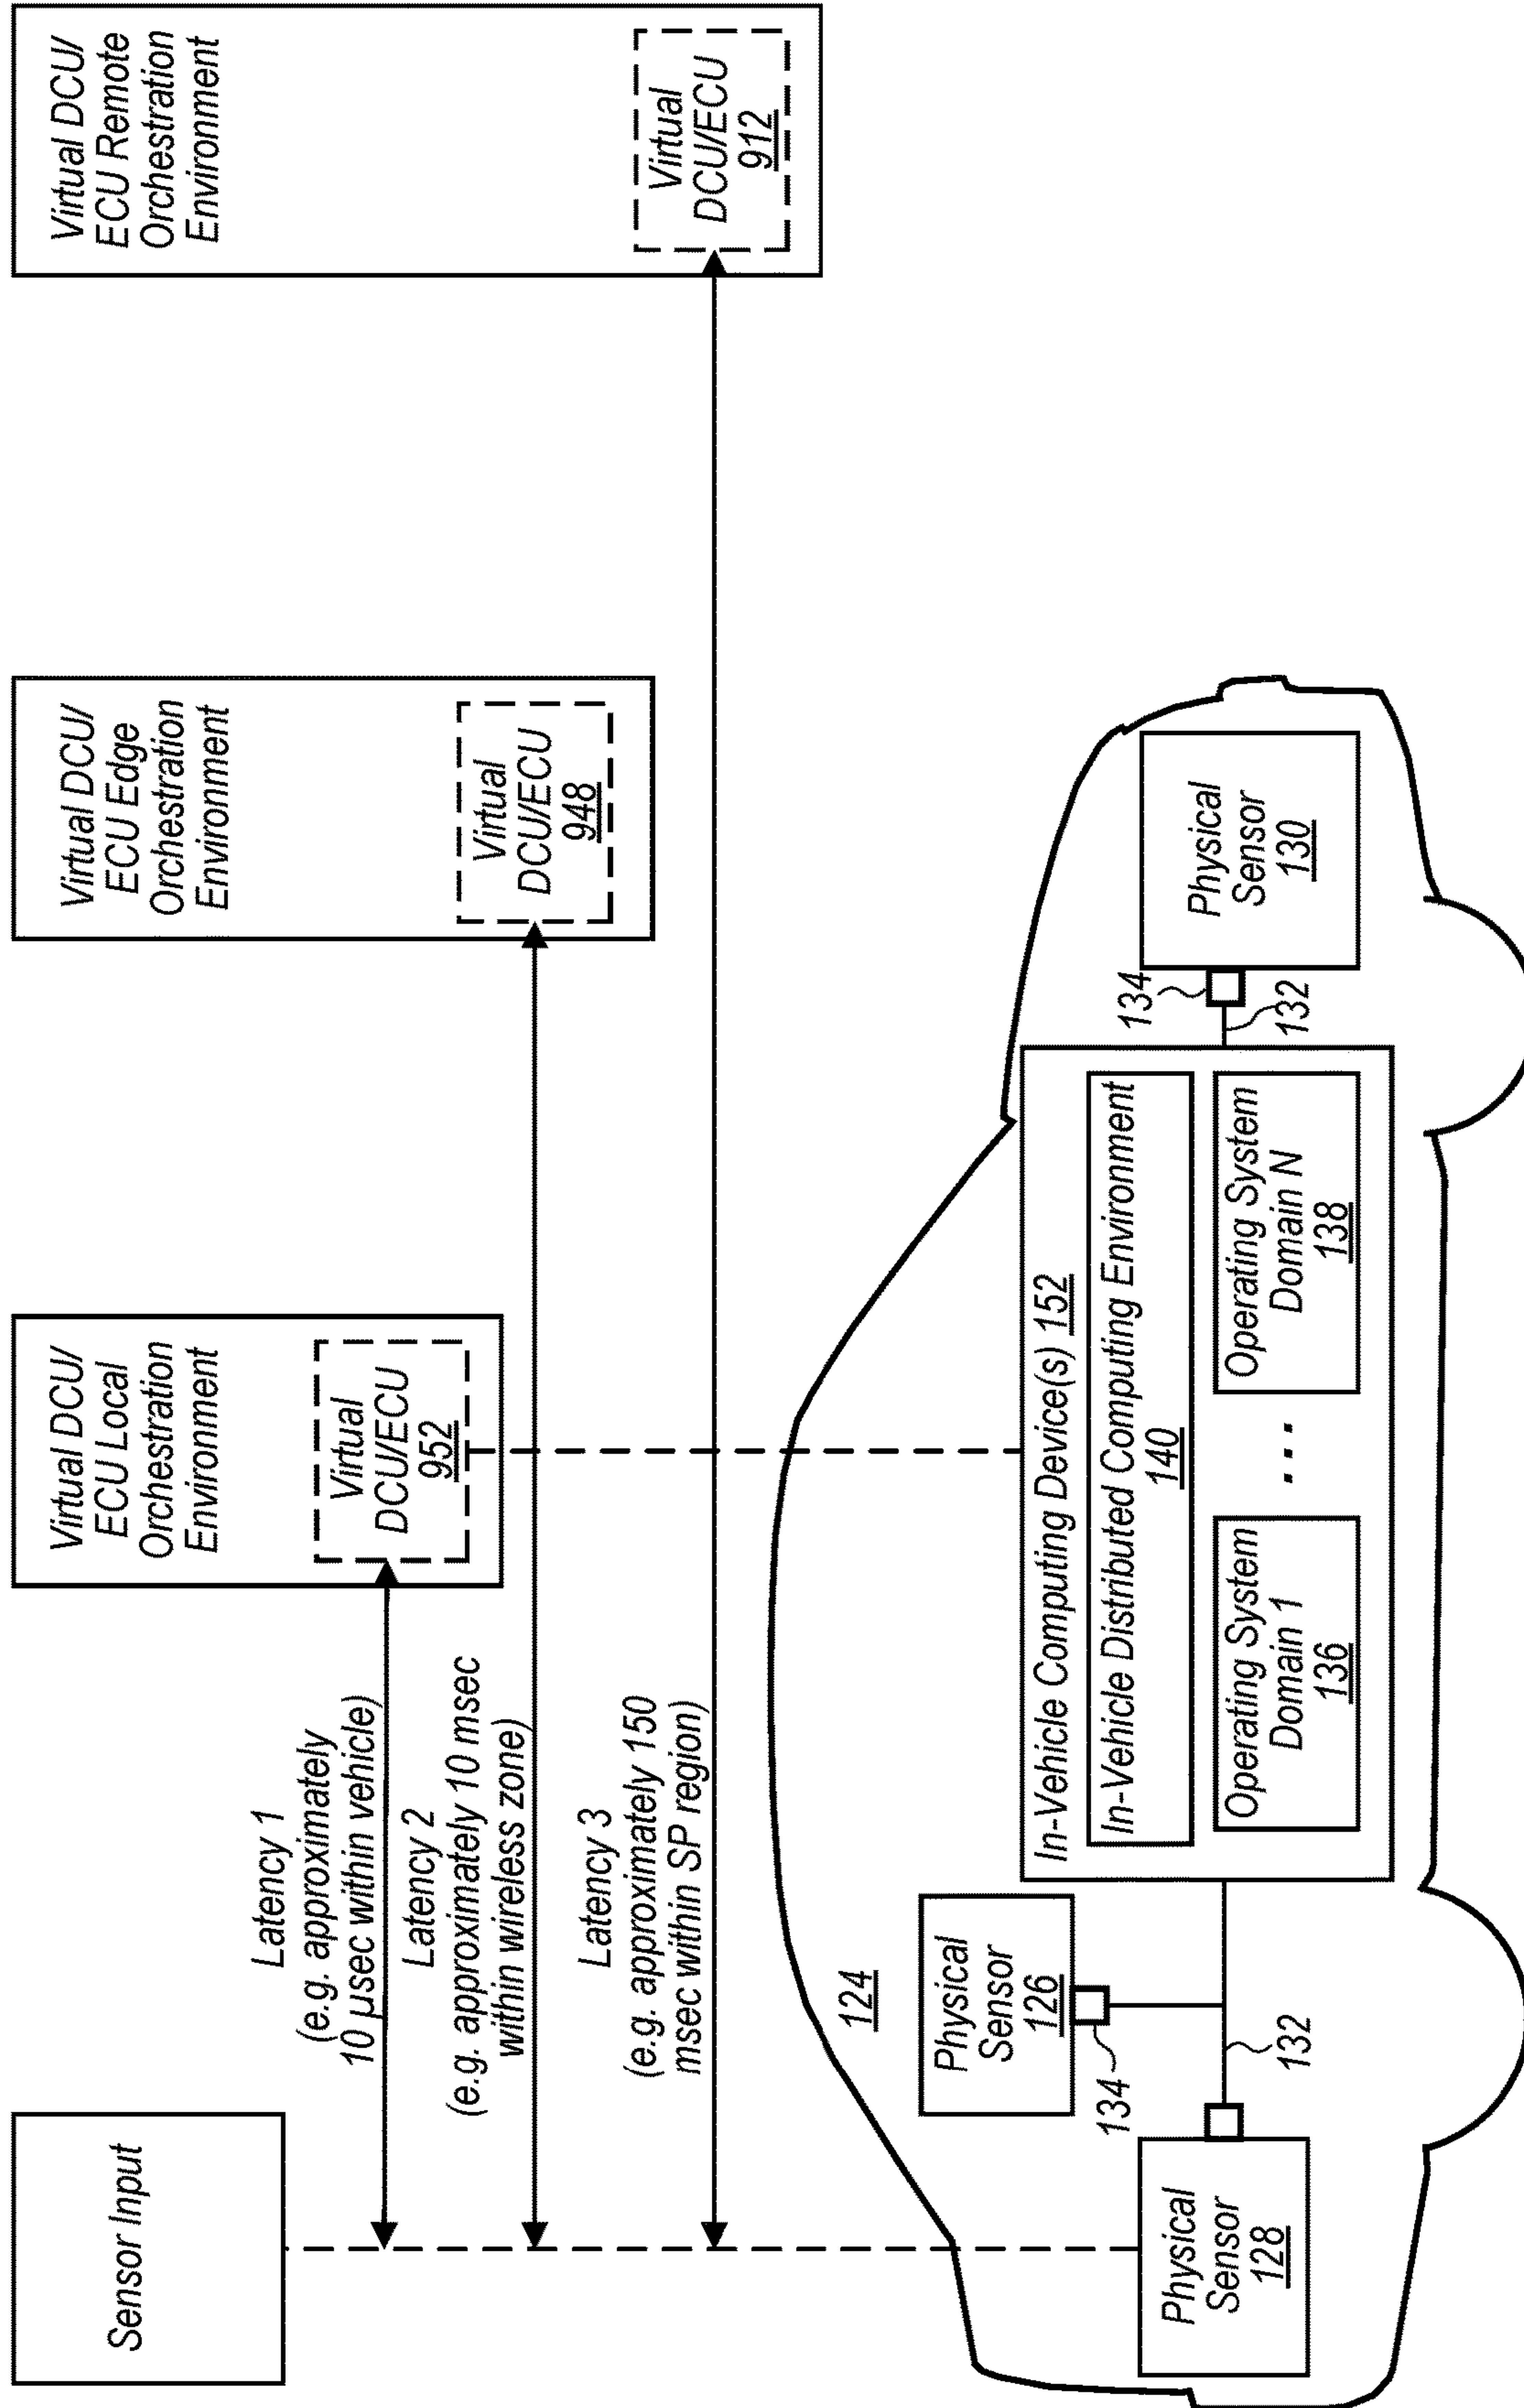 Sensor Input
Virtual DCU/
ECU Local
Orchestration
Environment
Virtual
DCU/ECU
952
Virtual DCU/
ECU Edge
Orchestration
Environment
Virtual
DCU/ECU
948
Virtual DCU/
ECU Remote
Orchestration
Environment
Virtual
DCU/ECU
912
Latency 1
(e.g. approximately
10 µsec within vehicle)
Latency 2
(e.g. approximately 10 msec
within wireless zone)
Latency 3
(e.g. approximately 150
msec within SP region)
124
Physical
Sensor
126
134
Physical
Sensor
128
132
In-Vehicle Computing Device(s) 152
In-Vehicle Distributed Computing Environment
140
Operating System
Domain 1
136
...
Operating System
Domain N
138
134
132
Physical
Sensor
130